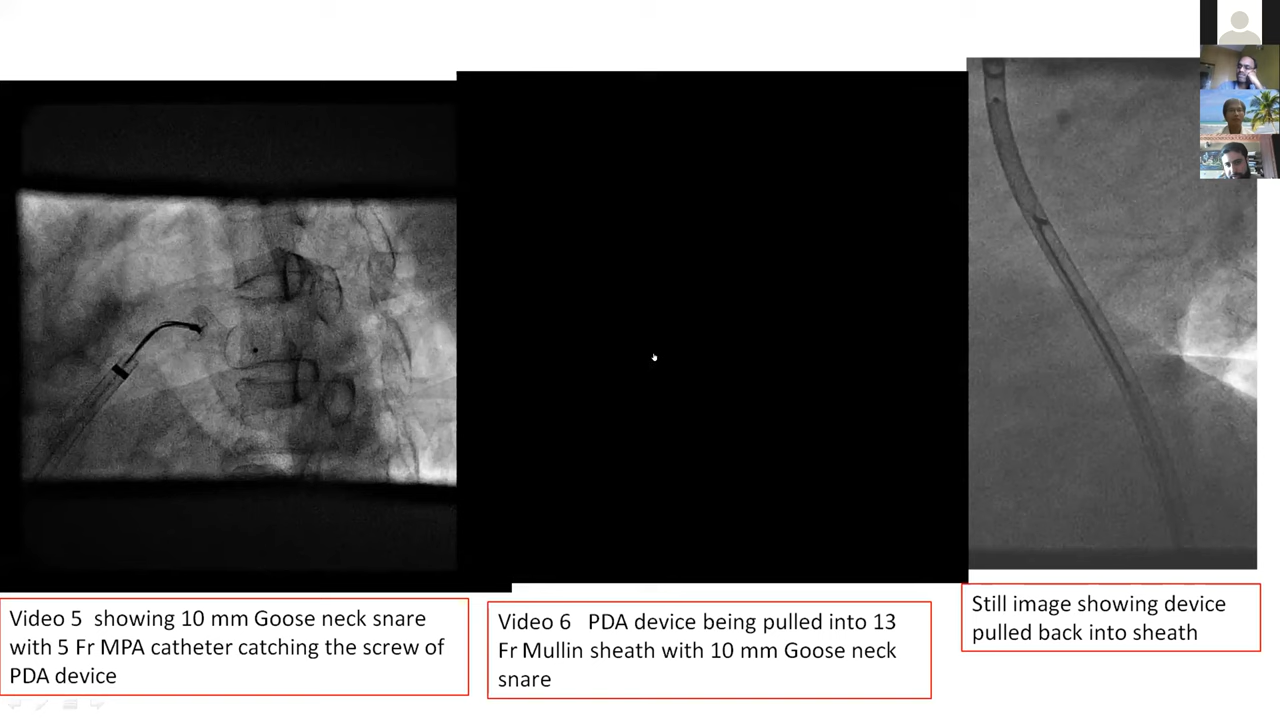 Video 5  showing 10 mm Goose neck snare
with 5 Fr MPA catheter catching the screw of
PDA device
Video 6   PDA device being pulled into 13
Fr Mullin sheath with 10 mm Goose neck
snare
Still image showing device
pulled back into sheath